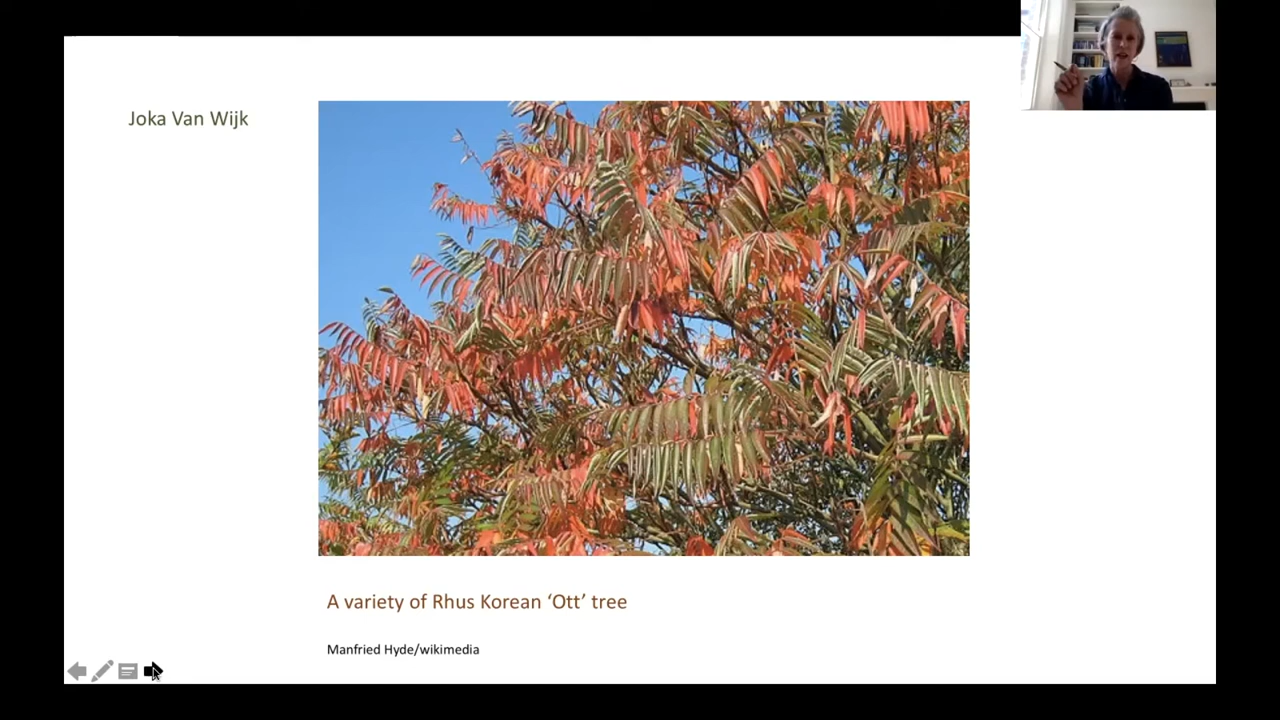 Joka Van Wijk
A variety of Rhus Korean ‘Ott’ tree
Manfried Hyde/wikimedia